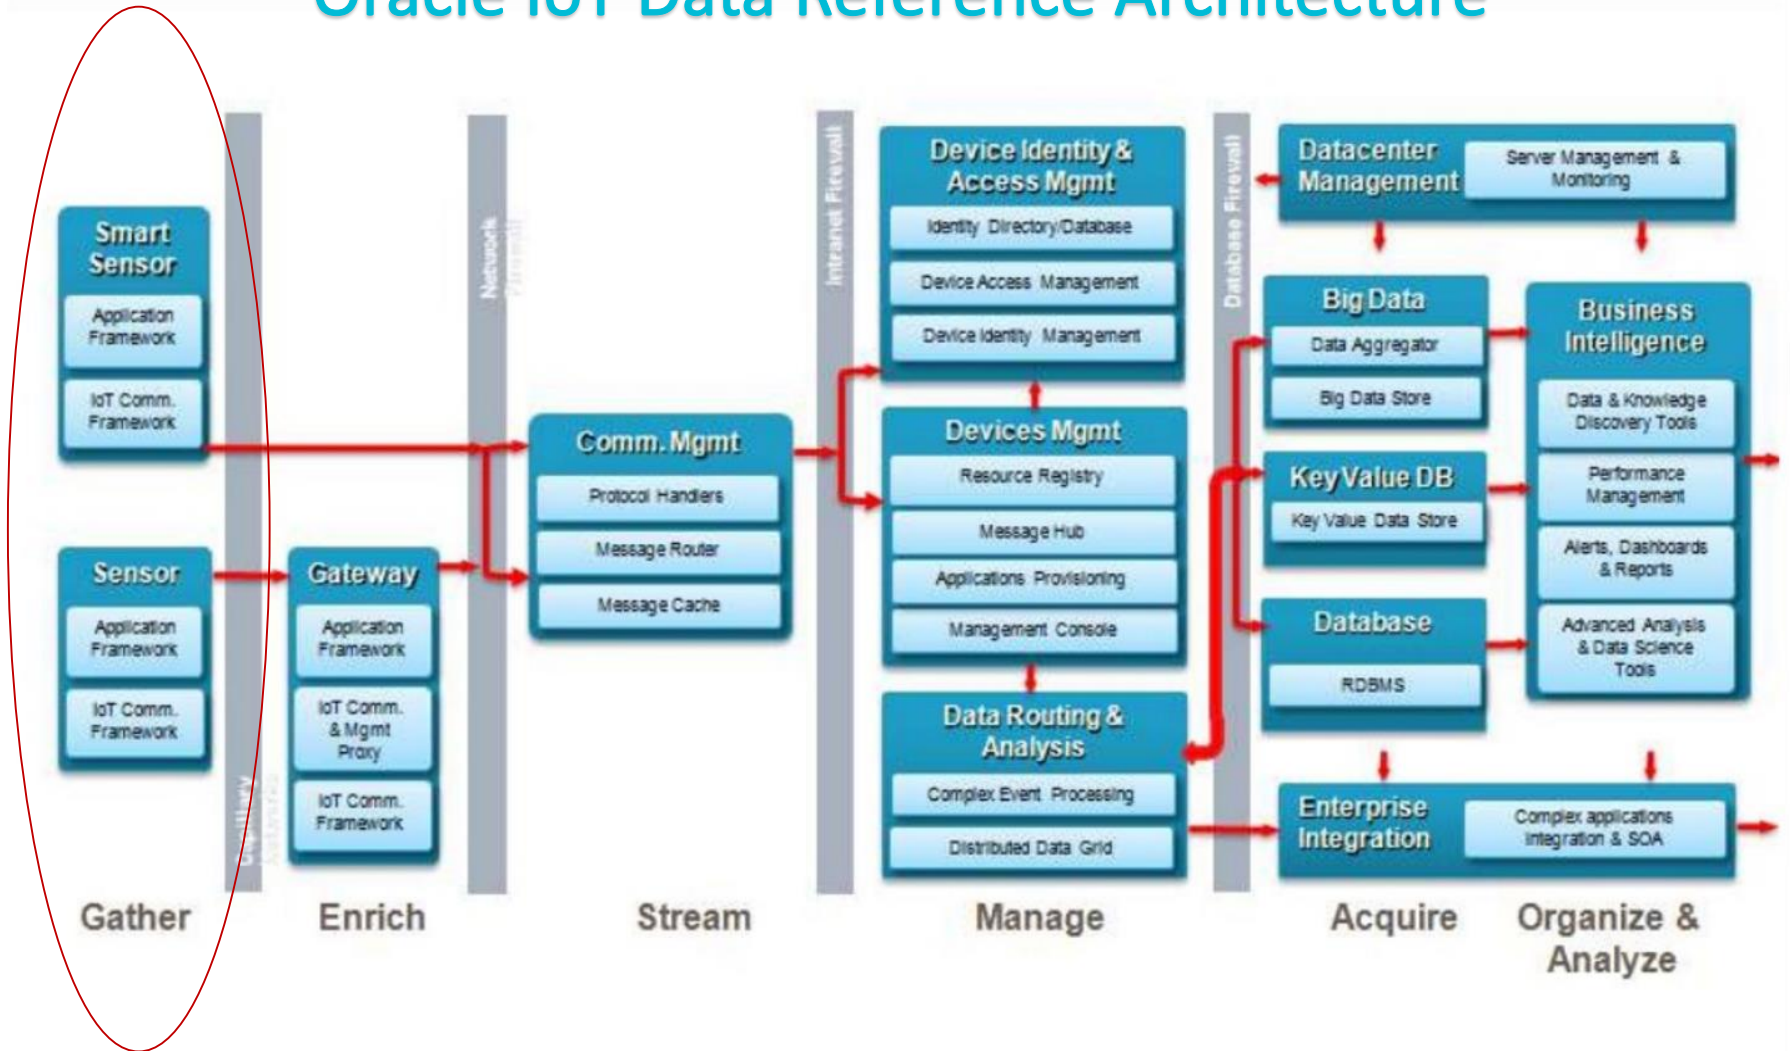 Oracle IoT Data Reference Architecture
Smart
Sensor
Application
Framework
IoT Comm.
Framework
Sensor
Application
Framework
IoT Comm.
Framework
Gather
Gateway
Application
Framework
IoT Comm.
& Mgmt
Proxy
IoT Comm.
Framework
Enrich
Network
Comm. Mgmt
Protocol Handlers
Message Router
Message Cache
Stream
Intranet Firewall
Device Identity &
Access Mgmt
Identity Directory/Database
Device Access Management
Device Identity Management
Devices Mgmt
Resource Registry
Message Hub
Applications Provisioning
Management Console
Data Routing &
Analysis
Complex Event Processing
Distributed Data Grid
Manage
Database Firewall
Datacenter
Management
Server Management &
Monitoring
Big Data
Data Aggregator
Big Data Store
Key Value DB
Key Value Data Store
Database
RDBMS
Business
Intelligence
Data & Knowledge
Discovery Tools
Performance
Management
Alerts, Dashboards
& Reports
Advanced Analysis
& Data Science
Tools
Enterprise
Integration
Complex applications
integration & SOA
Acquire
Organize &
Analyze